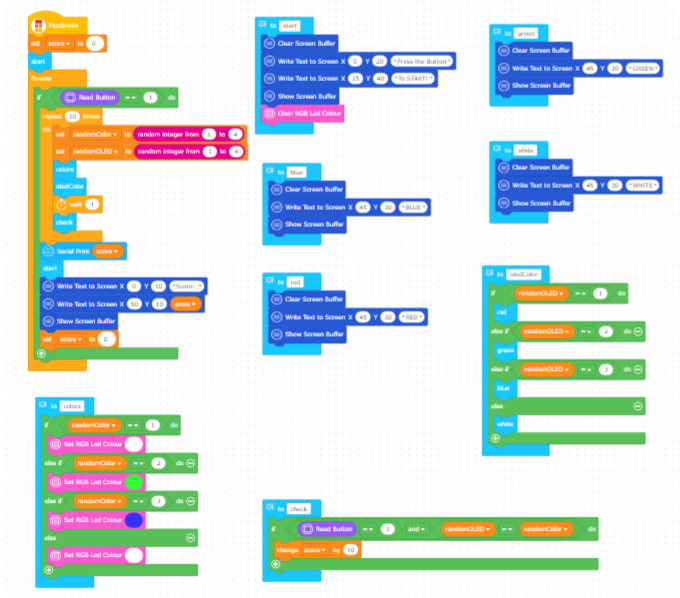 PicoBricks
set score to 0
start
forever
if Read Button == 1 do
repeat 10 times
do set randomColor to random integer from 1 to 4
set randomOLED to random integer from 1 to 4
colors
oledColor
wait 1
check
Serial Print score
start
Write Text to Screen X 0 Y 10 "Score: "
Write Text to Screen X 50 Y 10 score
Show Screen Buffer
set score to 0
to colors
if randomColor == 1 do
Set RGB Led Colour
else if randomColor == 2 do
Set RGB Led Colour
else if randomColor == 3 do
Set RGB Led Colour
else
Set RGB Led Colour
to start
Clear Screen Buffer
Write Text to Screen X 0 Y 20 "Press the Button"
Write Text to Screen X 15 Y 40 "To START!"
Show Screen Buffer
Clear RGB Led Colour
to blue
Clear Screen Buffer
Write Text to Screen X 45 Y 30 "BLUE"
Show Screen Buffer
to red
Clear Screen Buffer
Write Text to Screen X 45 Y 30 "RED"
Show Screen Buffer
to green
Clear Screen Buffer
Write Text to Screen X 45 Y 30 "GREEN"
Show Screen Buffer
to white
Clear Screen Buffer
Write Text to Screen X 45 Y 30 "WHITE"
Show Screen Buffer
to oledColor
if randomOLED == 1 do
red
else if randomOLED == 2 do
green
else if randomOLED == 3 do
blue
else
white
to check
if Read Button == 1 and randomOLED == randomColor do
change score by 10